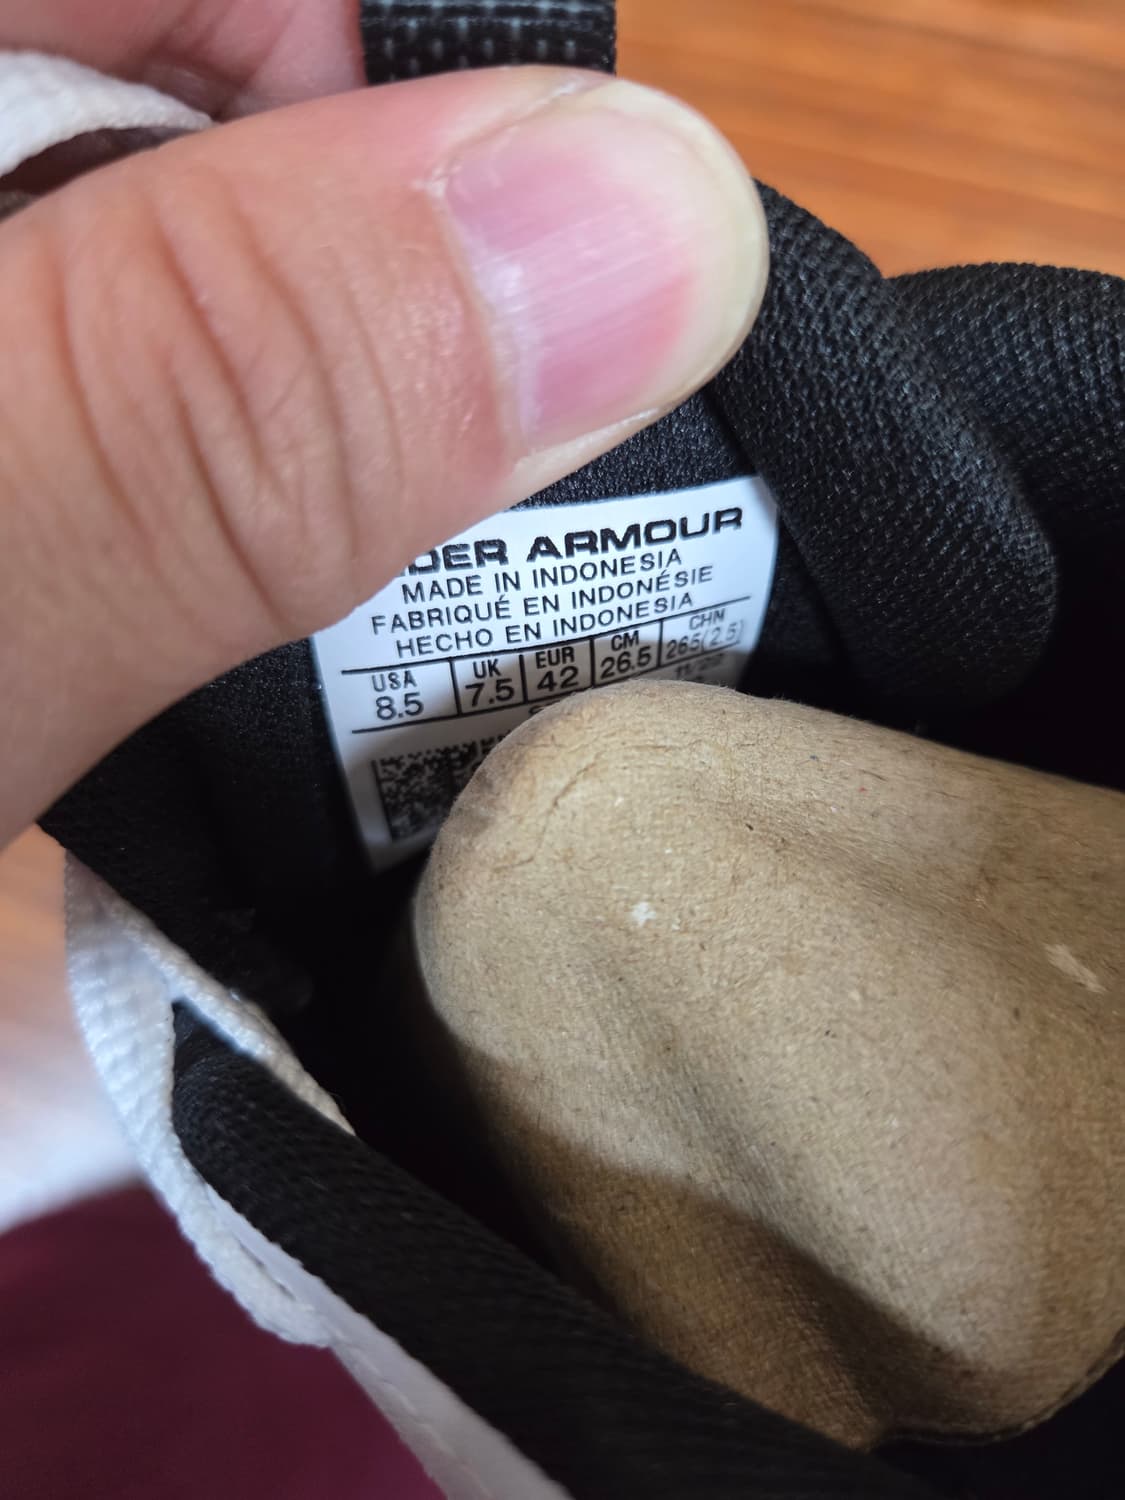 DER ARMOUR
MADE IN INDONESIA
FABRIQUÉ EN INDONÉSIE
HECHO EN INDONESIA
USA UK EUR CM CHN
8.5 7.5 42 26.5 265(2.5)